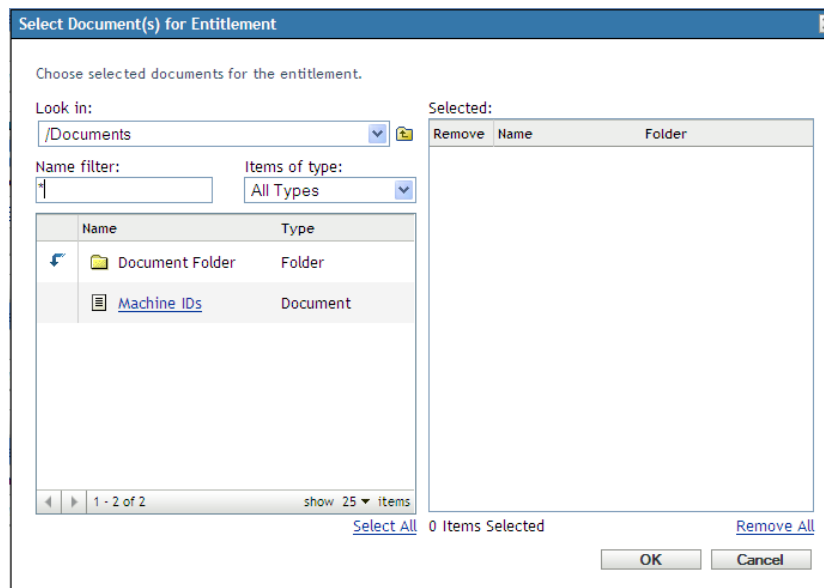 Select Document(s) for Entitlement
Choose selected documents for the entitlement.
Look in:
/Documents
Name filter:
Items of type:
*
All Types
Name
Type
Document Folder
Folder
Machine IDs
Document
1 - 2 of 2
show 25 items
Select All
Selected:
Remove
Name
Folder
0 Items Selected
Remove All
OK
Cancel